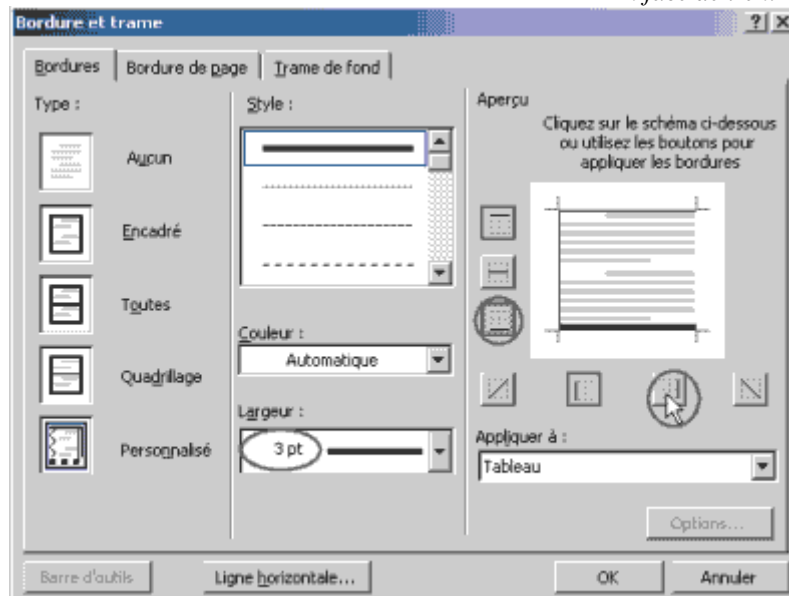 Bordure et trame
Bordures
Bordure de page
Trame de fond
Type :
Aucun
Encadré
Toutes
Quadrillage
Personnalisé
Style :
Couleur :
Automatique
Largeur :
3 pt
Aperçu
Cliquez sur le schéma ci-dessous
ou utilisez les boutons pour
appliquer les bordures
Appliquer à :
Tableau
Options...
Barre d'outils
Ligne horizontale...
OK
Annuler